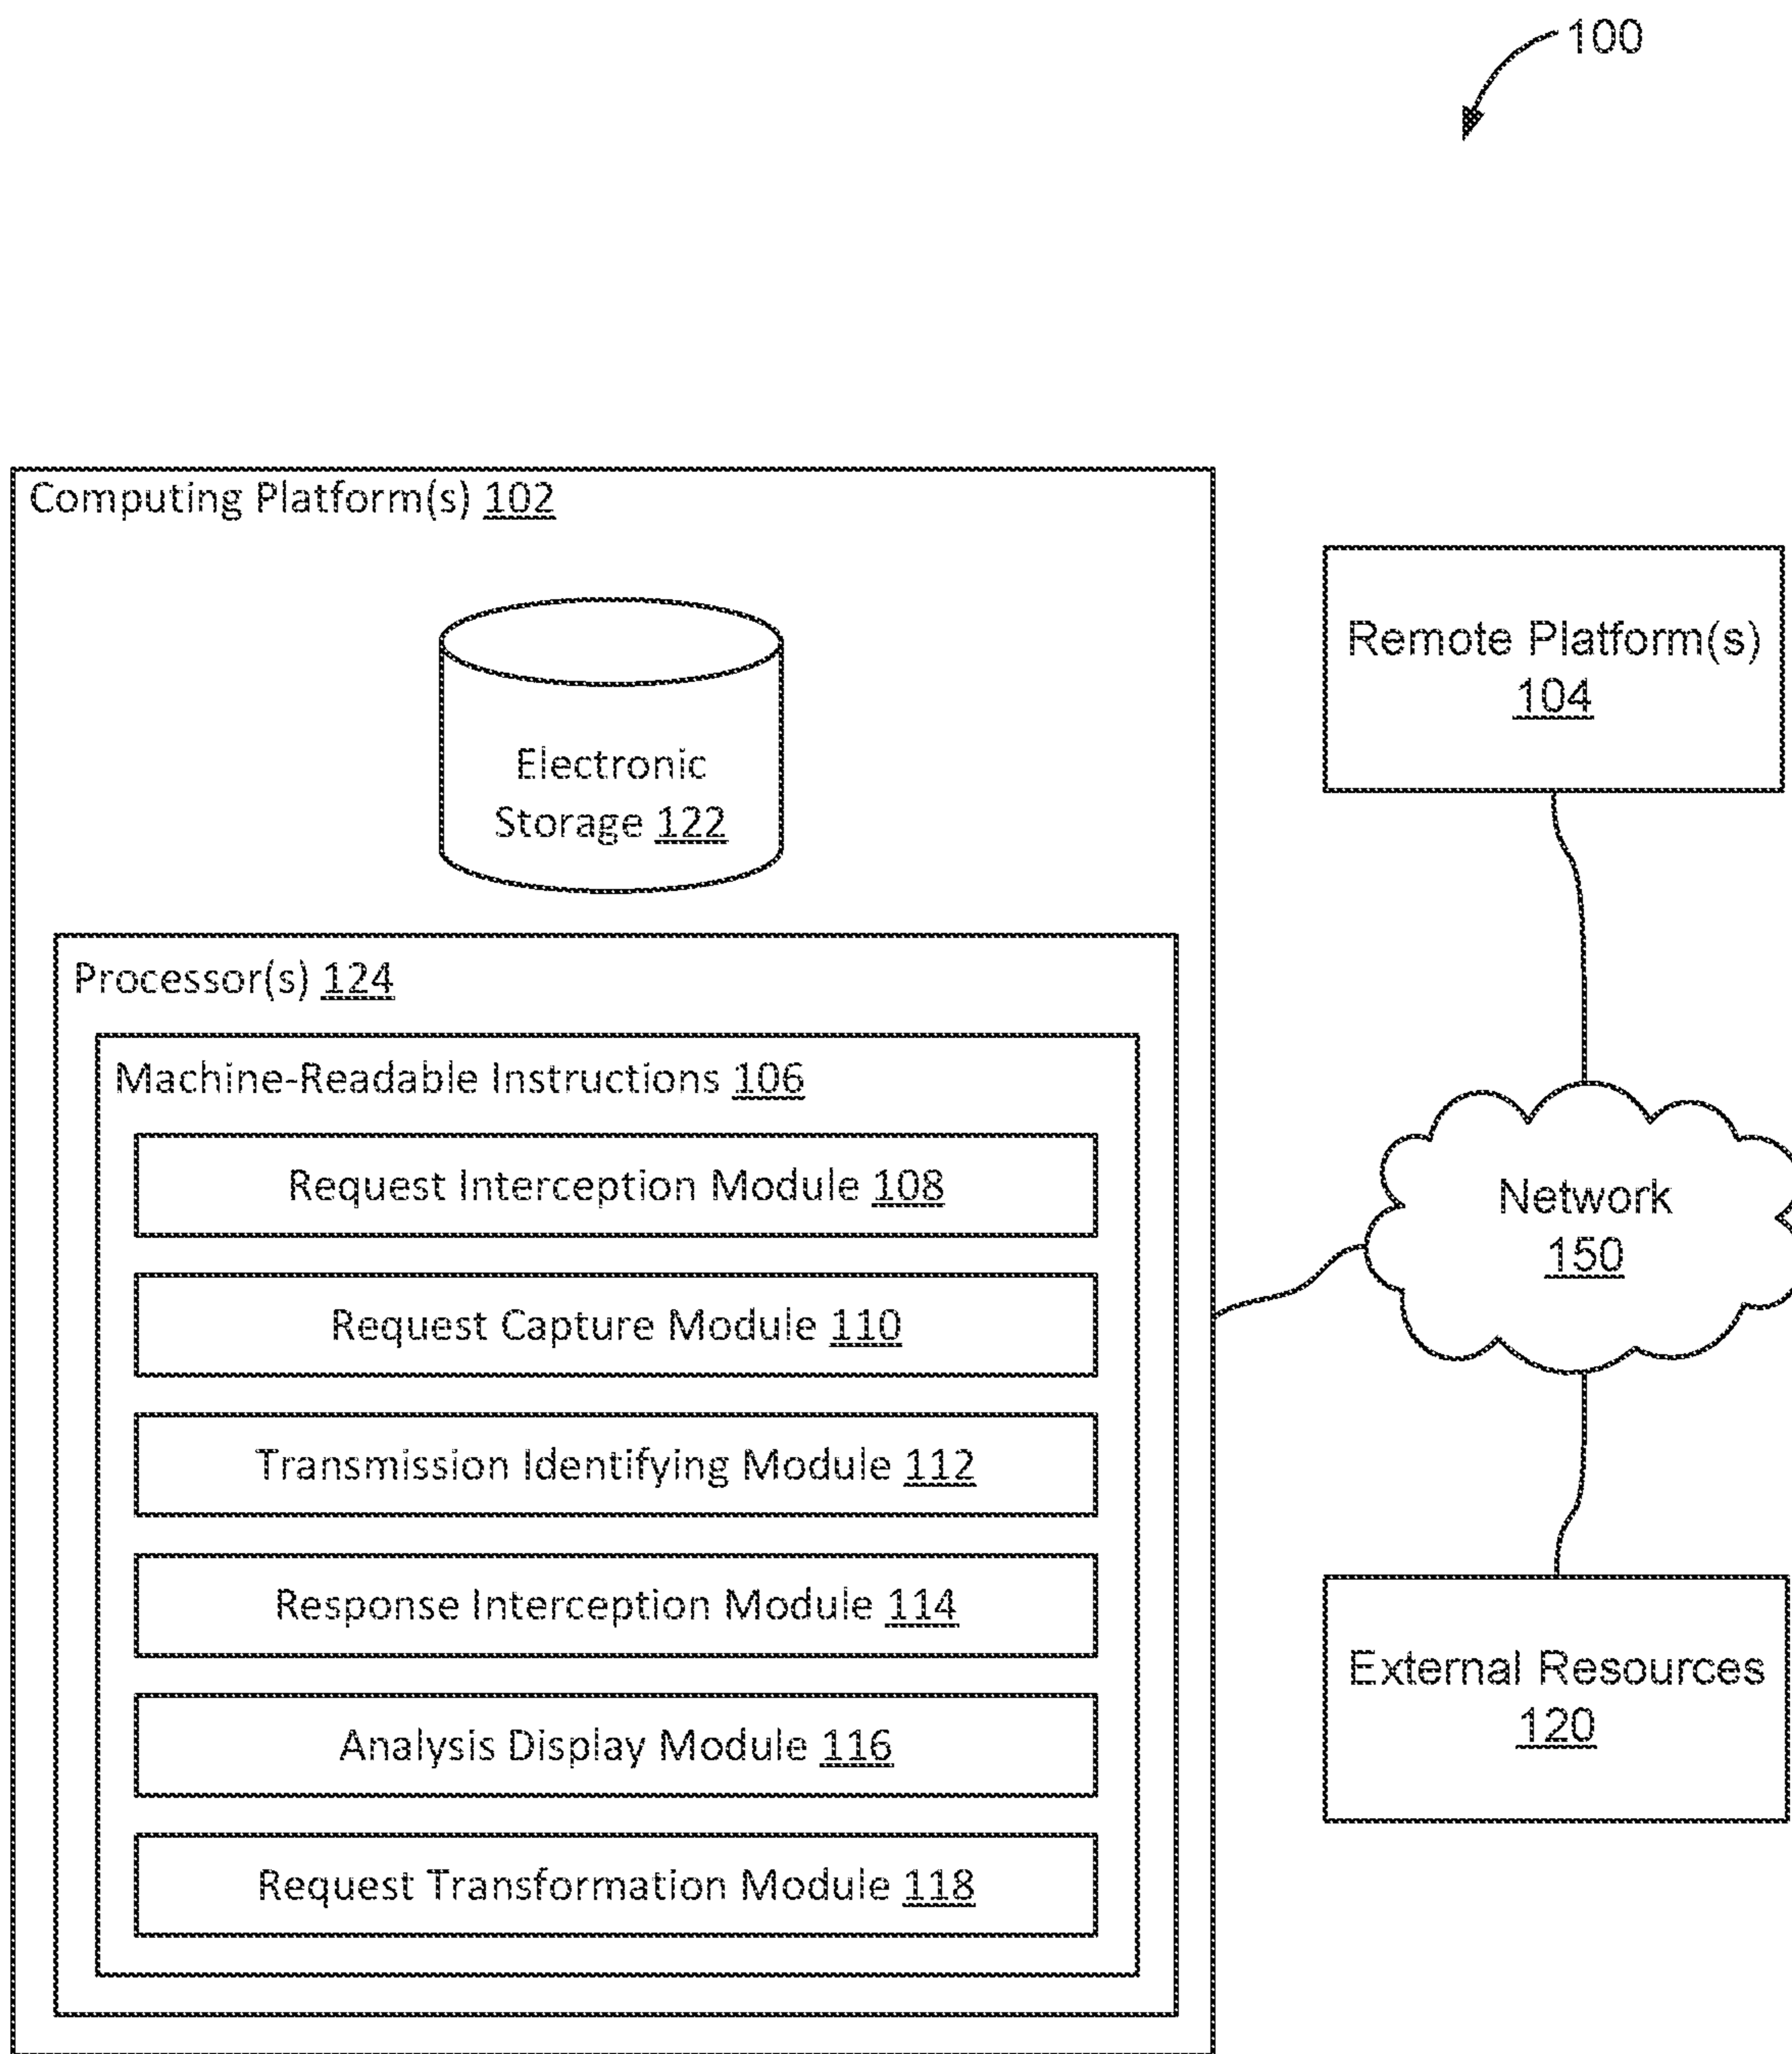 100
Computing Platform(s) 102
Electronic
Storage 122
Processor(s) 124
Machine-Readable Instructions 106
Request Interception Module 108
Request Capture Module 110
Transmission Identifying Module 112
Response Interception Module 114
Analysis Display Module 116
Request Transformation Module 118
Remote Platform(s)
104
Network
150
External Resources
120